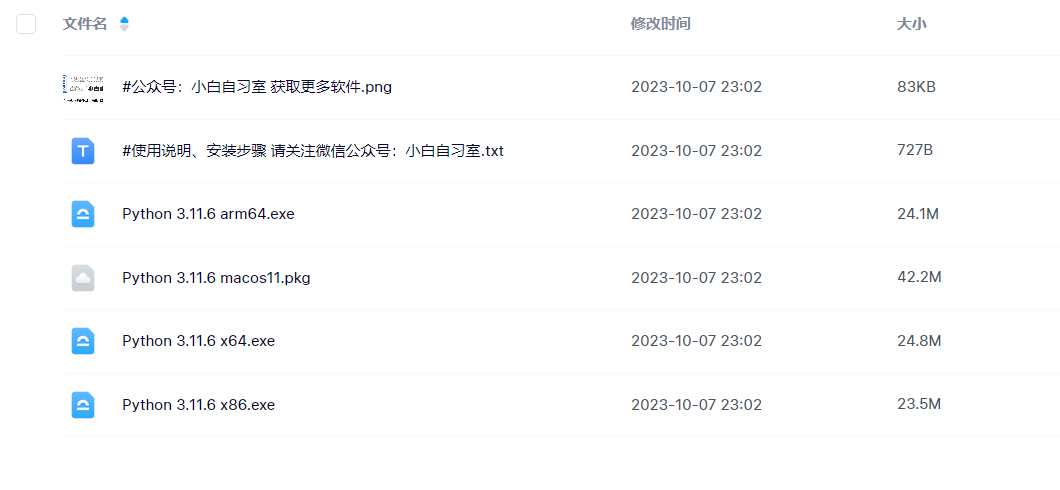 文件名 修改时间 大小
#公众号：小白自习室 获取更多软件.png 2023-10-07 23:02 83KB
#使用说明、安装步骤 请关注微信公众号：小白自习室.txt 2023-10-07 23:02 727B
Python 3.11.6 arm64.exe 2023-10-07 23:02 24.1M
Python 3.11.6 macos11.pkg 2023-10-07 23:02 42.2M
Python 3.11.6 x64.exe 2023-10-07 23:02 24.8M
Python 3.11.6 x86.exe 2023-10-07 23:02 23.5M